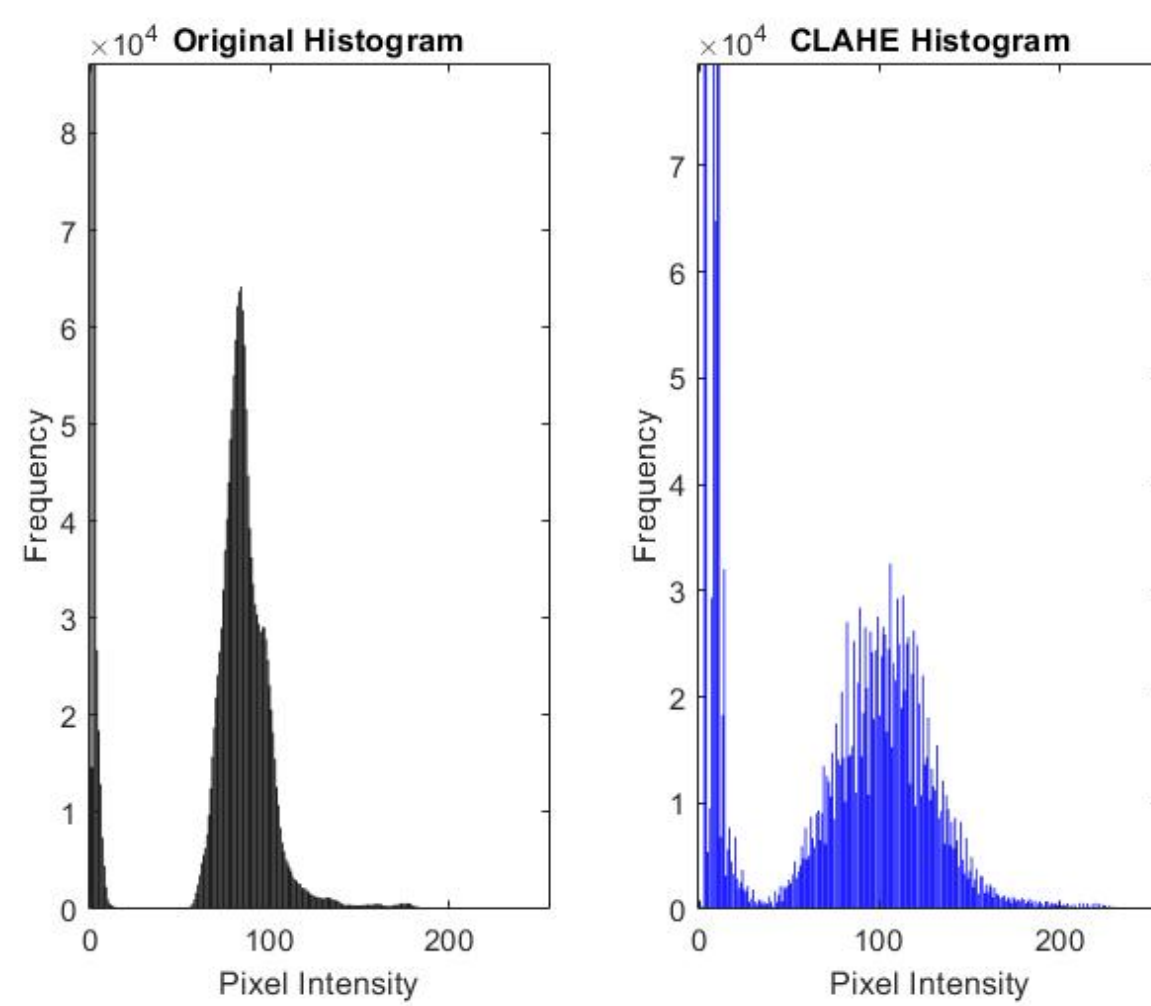 ×10⁴ Original Histogram
8
7
6
5
4
3
2
1
0
Frequency
0 100 200
Pixel Intensity
×10⁴ CLAHE Histogram
7
6
5
4
3
2
1
0
Frequency
0 100 200
Pixel Intensity